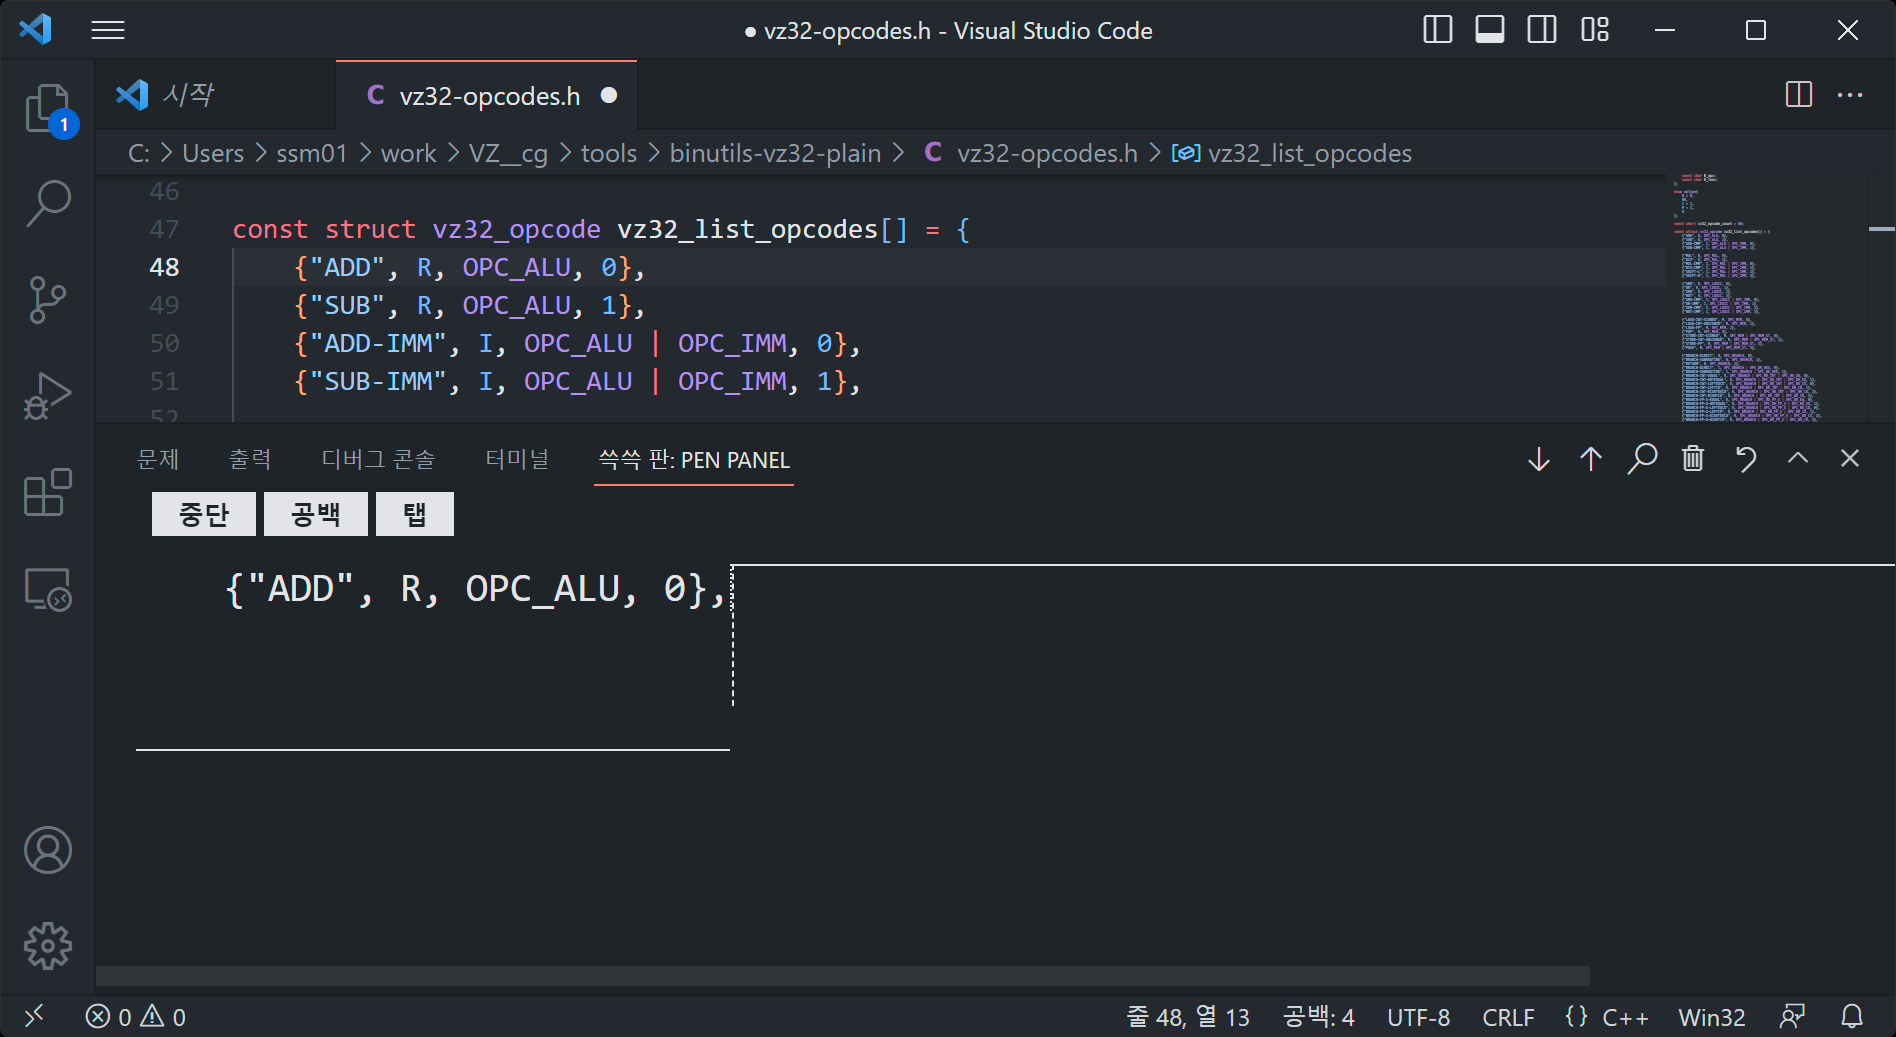 ● vz32-opcodes.h - Visual Studio Code
시작
C vz32-opcodes.h ●
1
C: > Users > ssm01 > work > VZ__cg > tools > binutils-vz32-plain > C vz32-opcodes.h > vz32_list_opcodes
46
47 const struct vz32_opcode vz32_list_opcodes[] = {
48 {"ADD", R, OPC_ALU, 0},
49 {"SUB", R, OPC_ALU, 1},
50 {"ADD-IMM", I, OPC_ALU | OPC_IMM, 0},
51 {"SUB-IMM", I, OPC_ALU | OPC_IMM, 1},
52
문제 출력 디버그 콘솔 터미널 쓱쓱 판: PEN PANEL
중단 공백 탭
{"ADD", R, OPC_ALU, 0},
0 0 줄 48, 열 13 공백: 4 UTF-8 CRLF {} C++ Win32